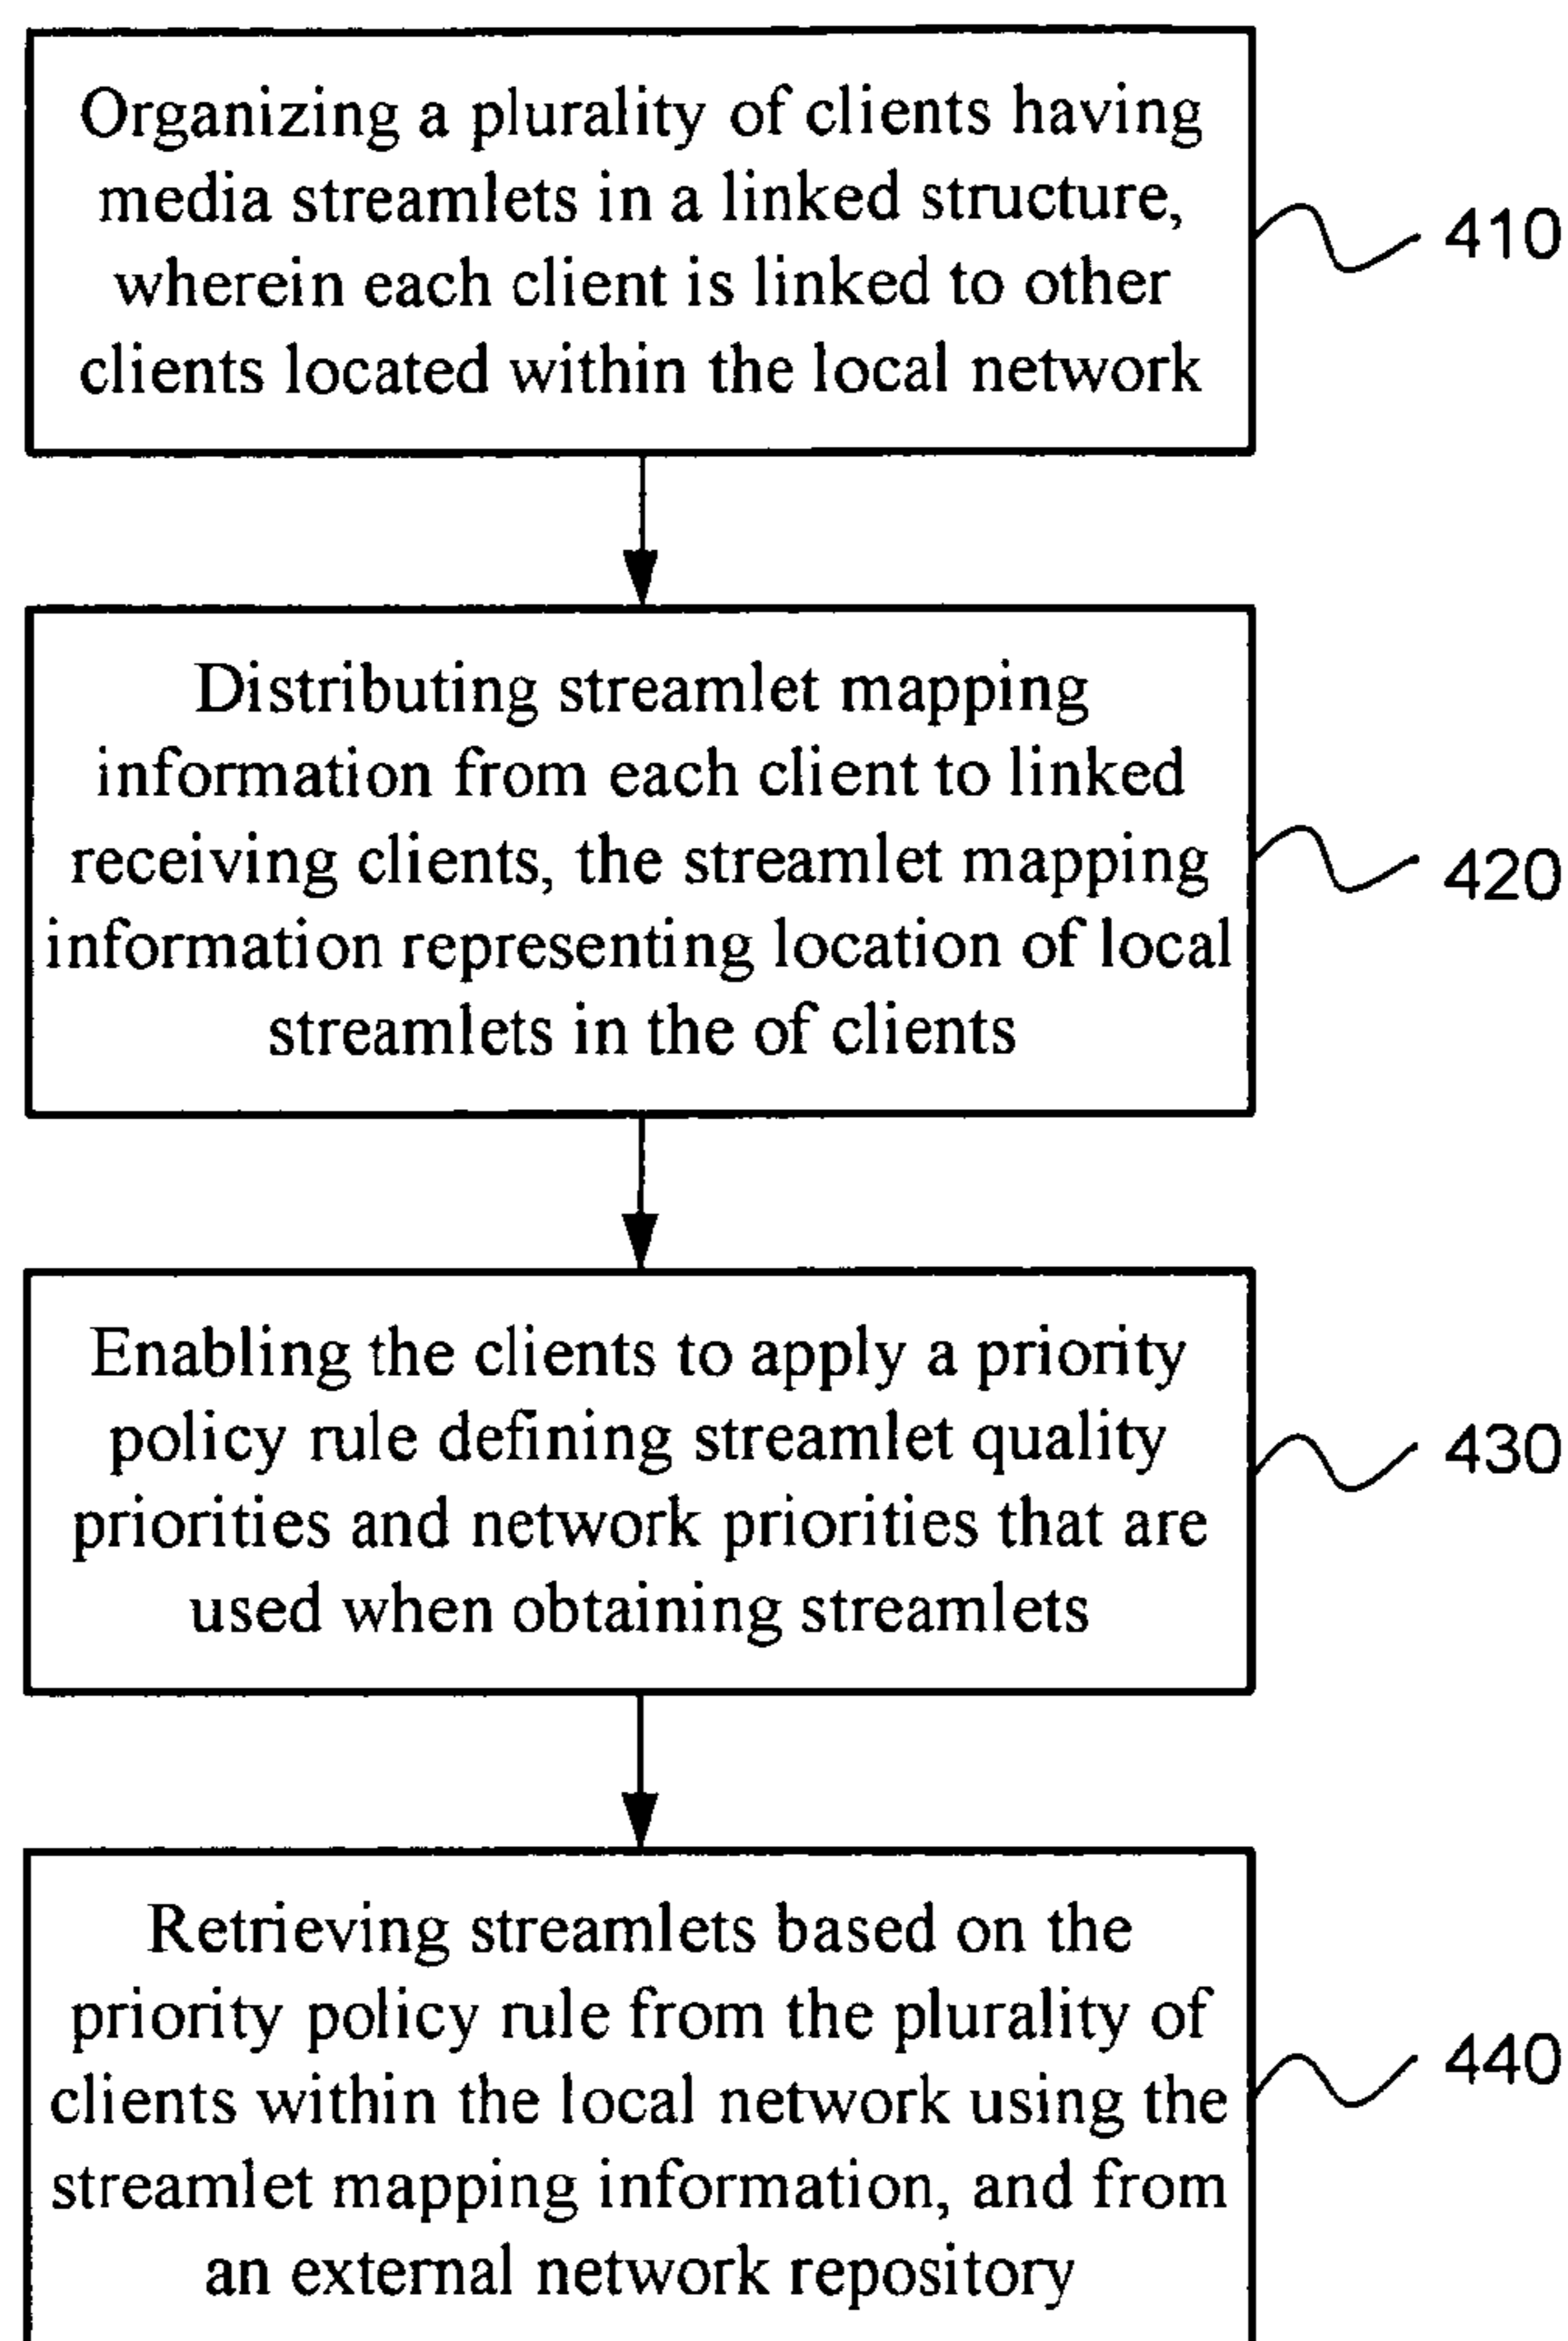 Organizing a plurality of clients having
media streamlets in a linked structure,
wherein each client is linked to other
clients located within the local network
410
Distributing streamlet mapping
information from each client to linked
receiving clients, the streamlet mapping
information representing location of local
streamlets in the of clients
420
Enabling the clients to apply a priority
policy rule defining streamlet quality
priorities and network priorities that are
used when obtaining streamlets
430
Retrieving streamlets based on the
priority policy rule from the plurality of
clients within the local network using the
streamlet mapping information, and from
an external network repository
440